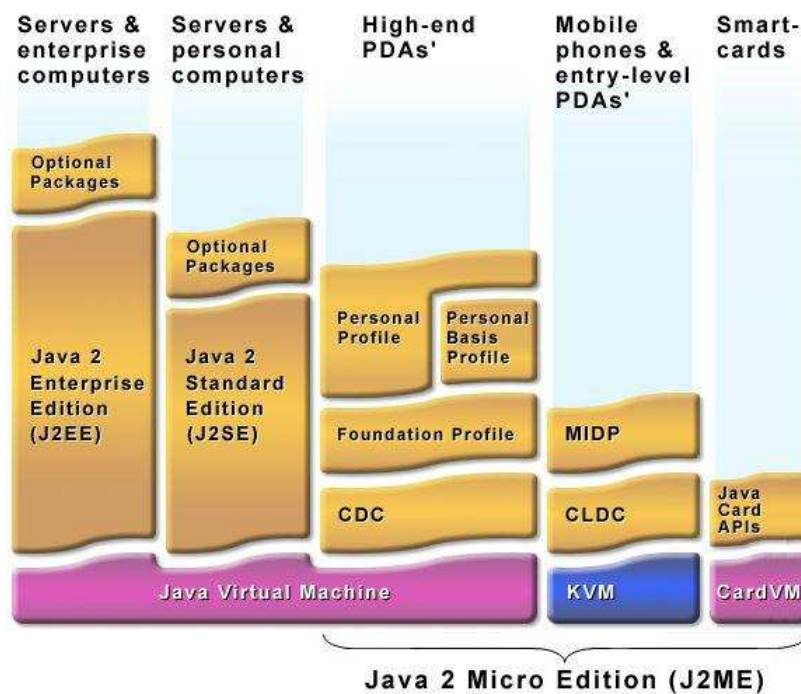 Servers &
enterprise
computers
Servers &
personal
computers
High-end
PDAs'
Mobile
phones &
entry-level
PDAs'
Smart-
cards
Optional
Packages
Java 2
Enterprise
Edition
(J2EE)
Optional
Packages
Java 2
Standard
Edition
(J2SE)
Personal
Profile
Personal
Basis
Profile
Foundation Profile
CDC
MIDP
CLDC
Java
Card
APIs
Java Virtual Machine
KVM
CardVM
Java 2 Micro Edition (J2ME)